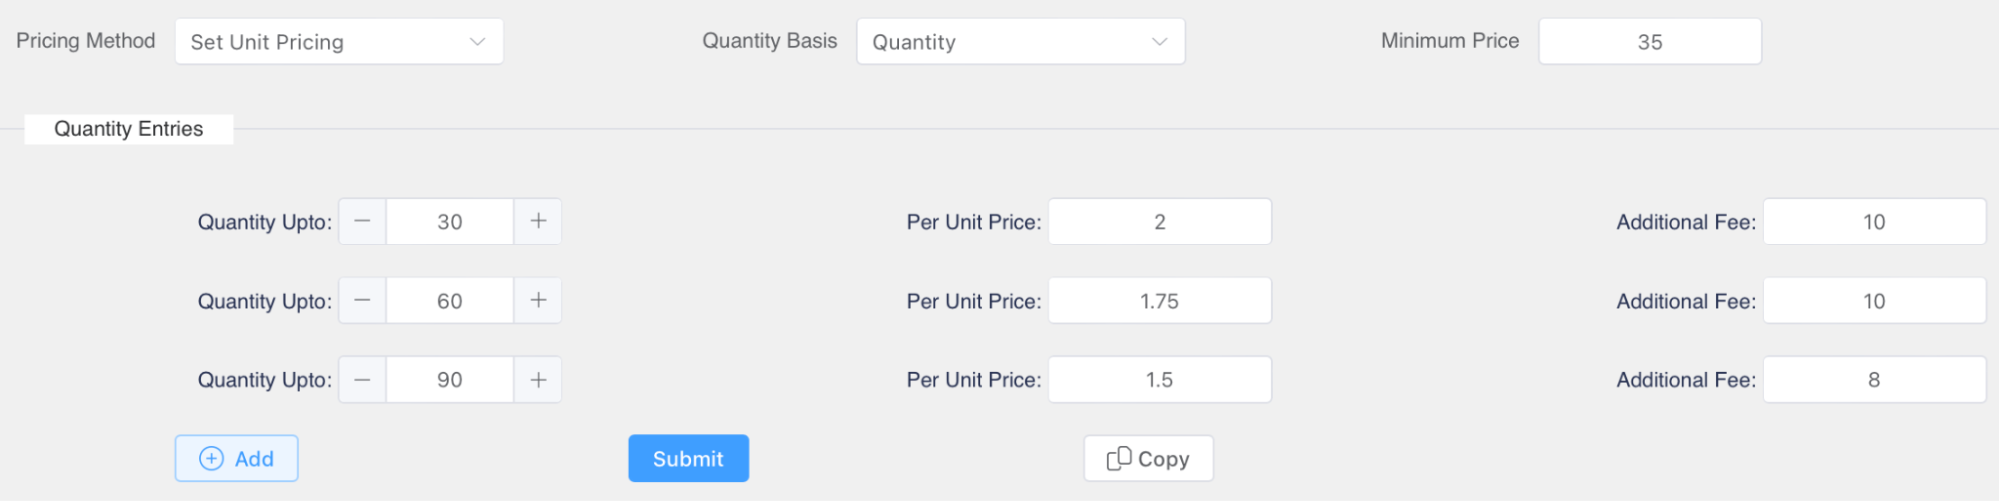 Pricing Method Set Unit Pricing Quantity Basis Quantity Minimum Price 35
Quantity Entries
Quantity Upto: 30 Per Unit Price: 2 Additional Fee: 10
Quantity Upto: 60 Per Unit Price: 1.75 Additional Fee: 10
Quantity Upto: 90 Per Unit Price: 1.5 Additional Fee: 8
Add Submit Copy